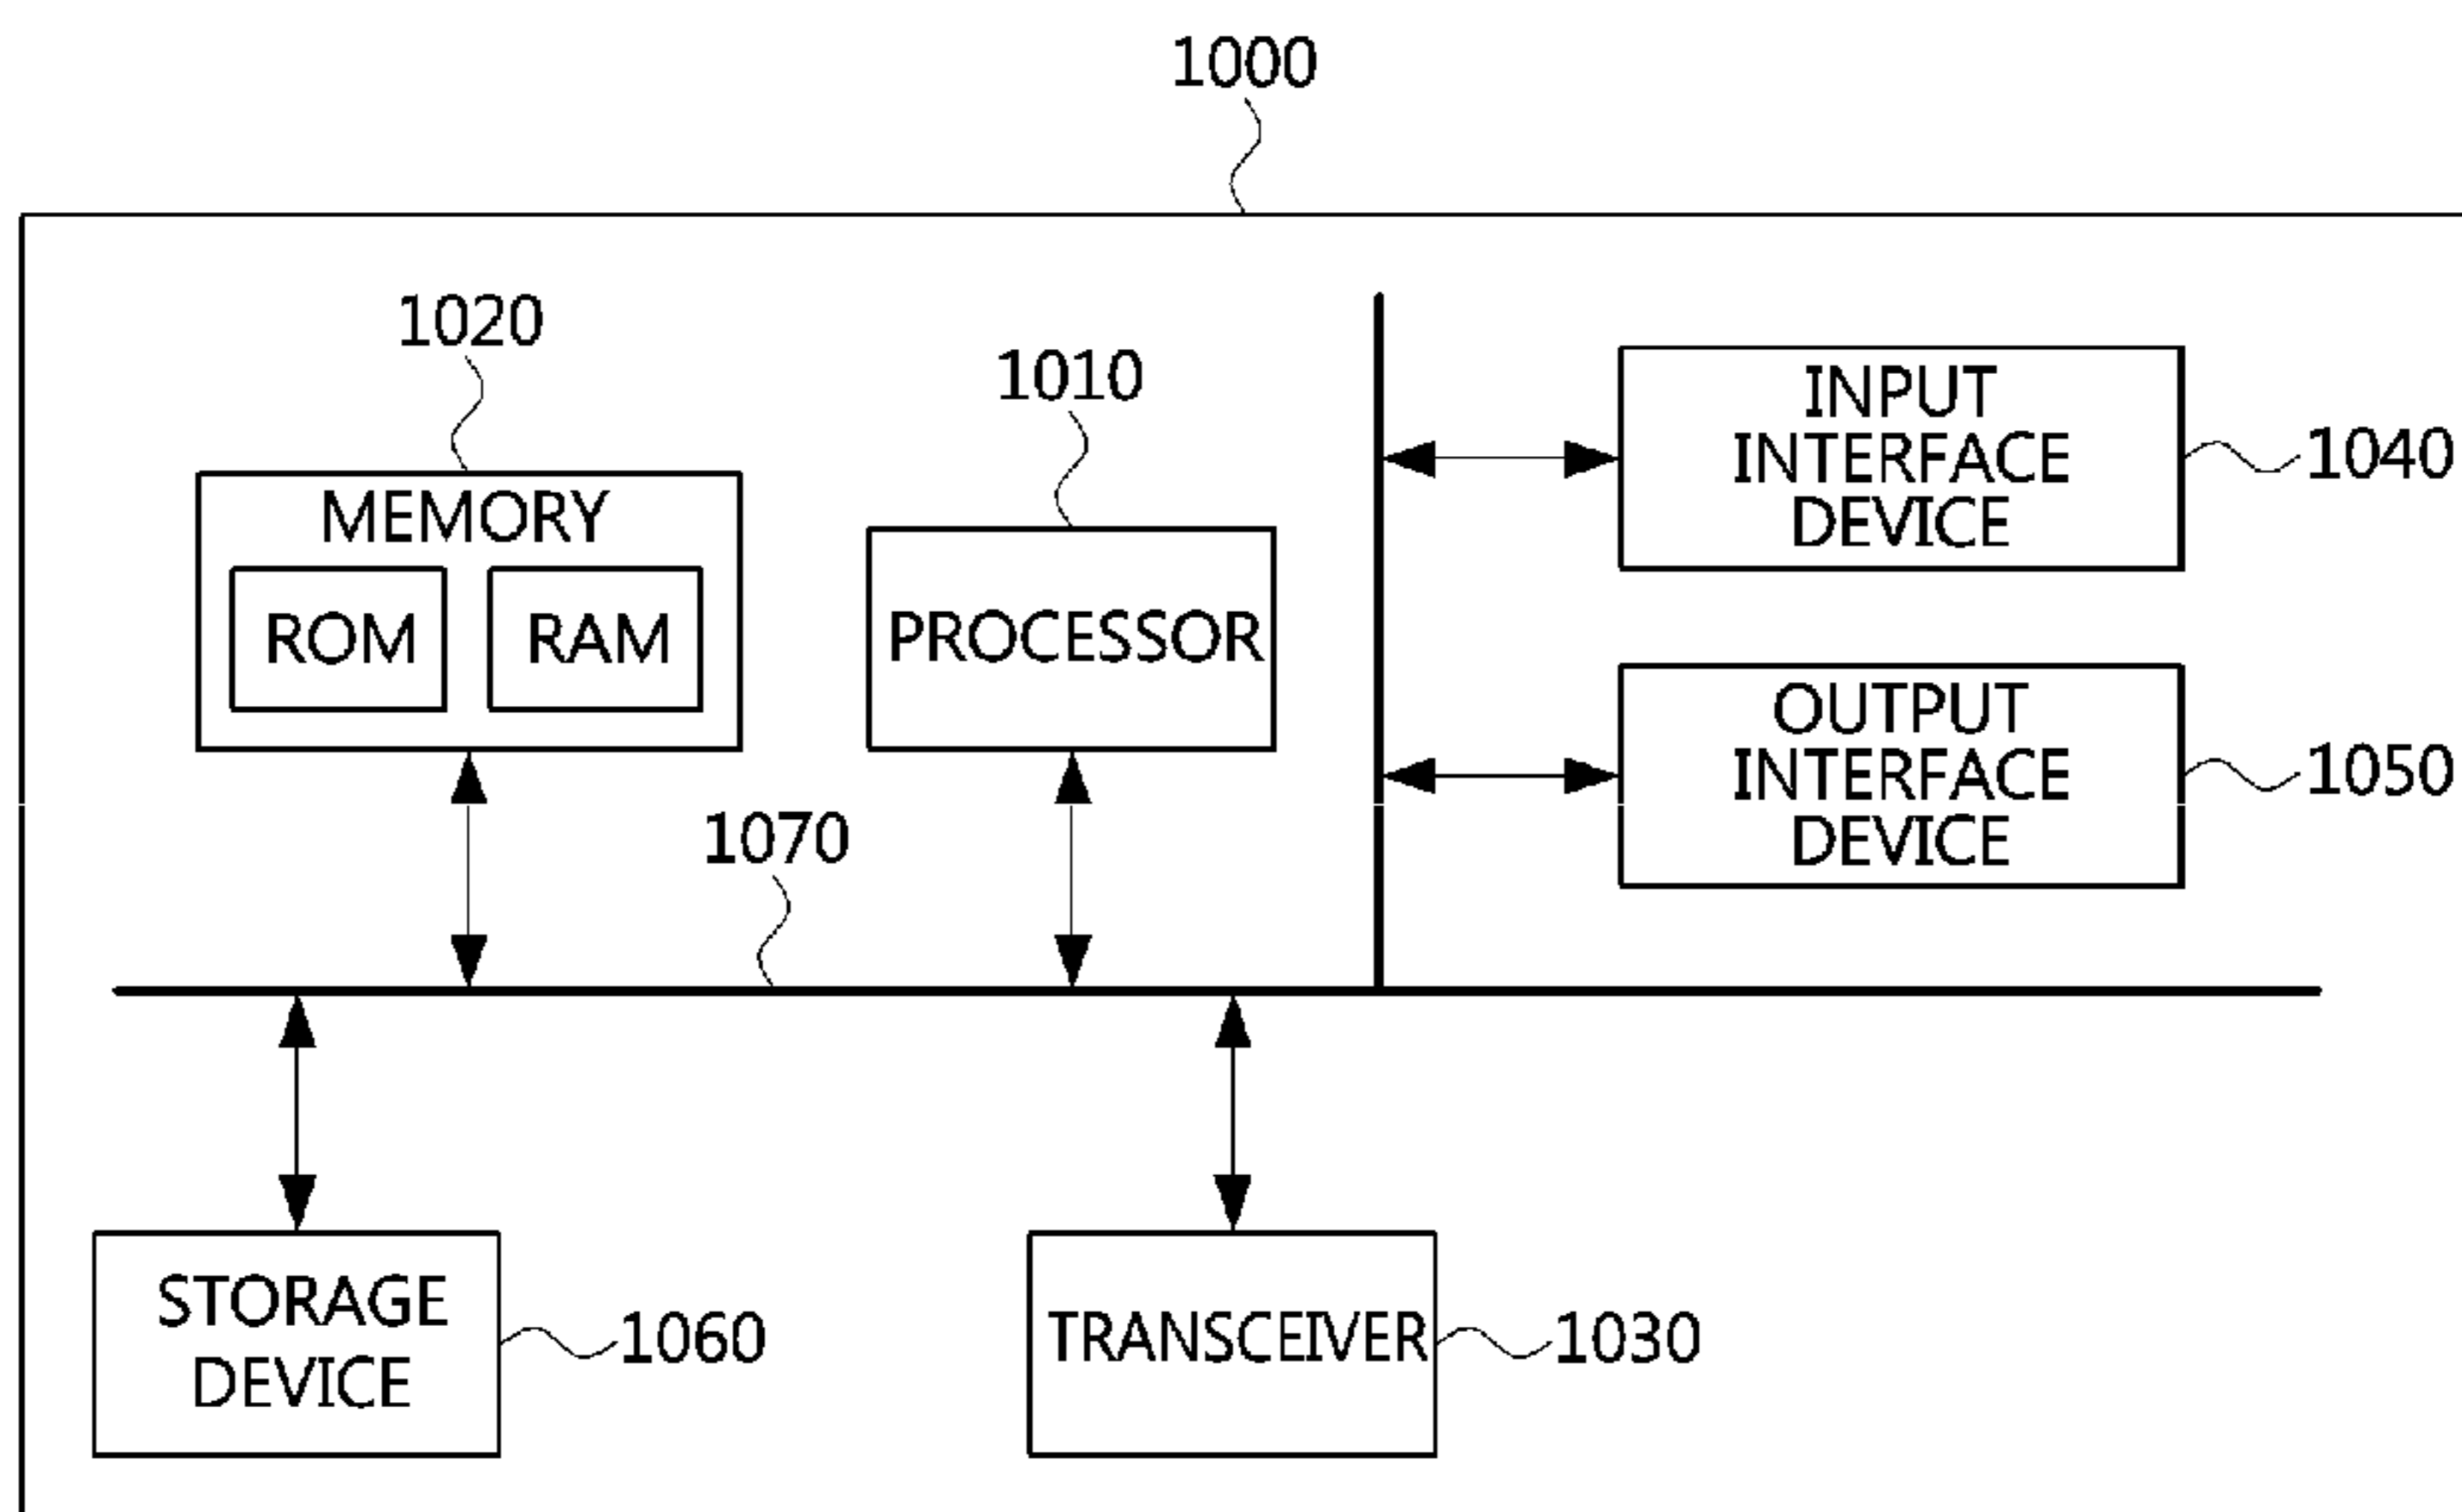 1000
1020
1010
MEMORY
ROM
RAM
PROCESSOR
INPUT
INTERFACE
DEVICE
1040
OUTPUT
INTERFACE
DEVICE
1050
1070
STORAGE
DEVICE
1060
TRANSCEIVER
1030